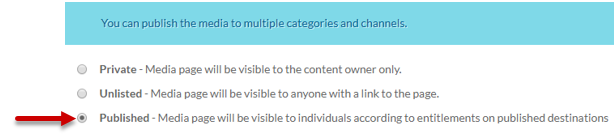 You can publish the media to multiple categories and channels.
Private - Media page will be visible to the content owner only.
Unlisted - Media page will be visible to anyone with a link to the page.
Published - Media page will be visible to individuals according to entitlements on published destinations